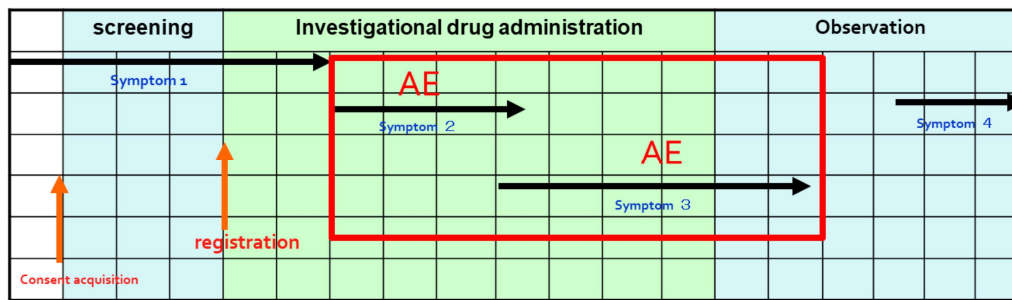 screening
Investigational drug administration
Observation
Symptom 1
AE
Symptom 2
Symptom 4
AE
Symptom 3
registration
Consent acquisition